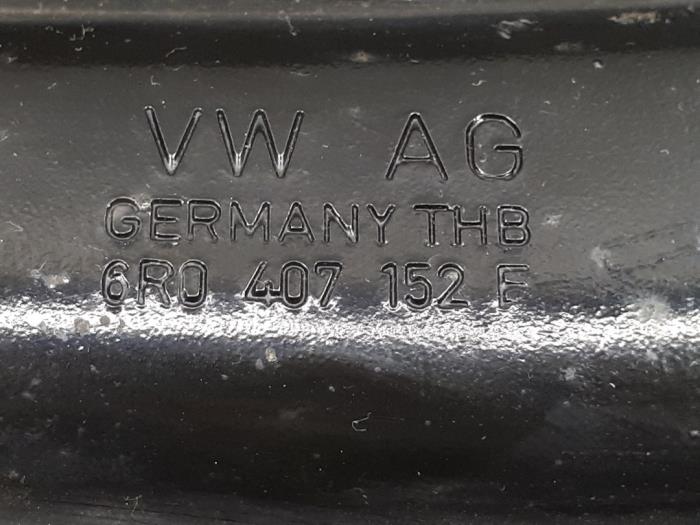 VW AG
GERMANY THB
6R0 407 152 E